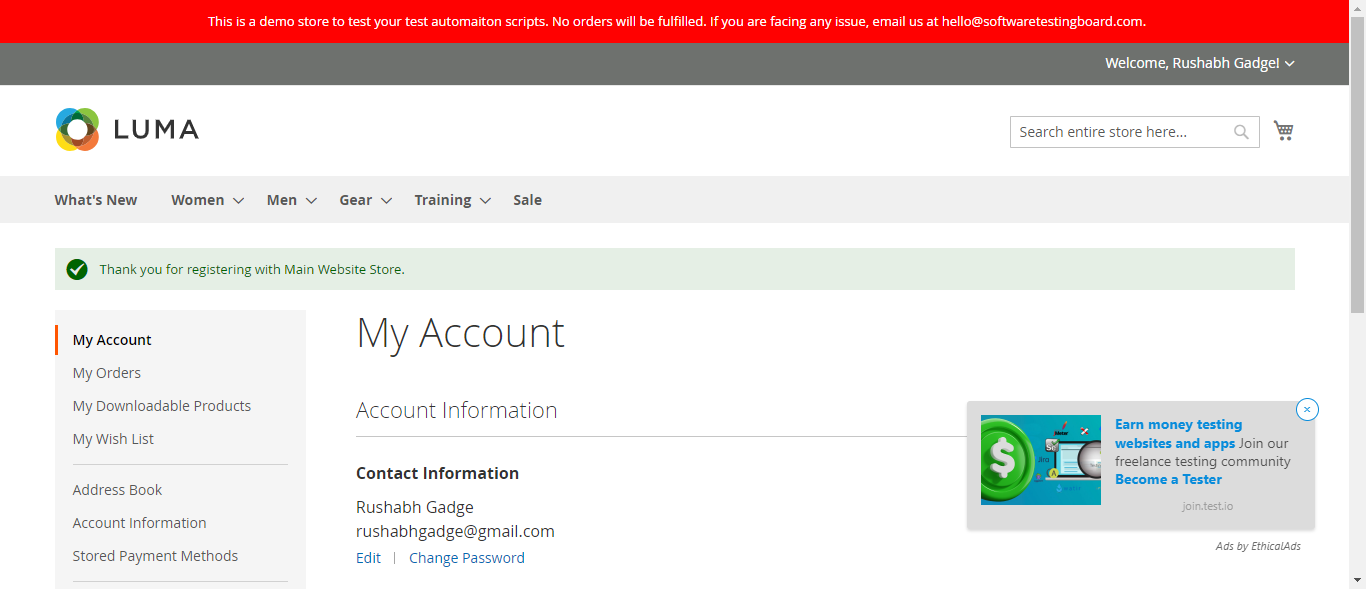 This is a demo store to test your test automaiton scripts. No orders will be fulfilled. If you are facing any issue, email us at hello@softwaretestingboard.com.
Welcome, Rushabh Gadge!
LUMA
Search entire store here...
What's New Women Men Gear Training Sale
Thank you for registering with Main Website Store.
My Account
My Orders
My Downloadable Products
My Wish List
Address Book
Account Information
Stored Payment Methods
My Account
Account Information
Contact Information
Rushabh Gadge
rushabhgadge@gmail.com
Edit | Change Password
Earn money testing
websites and apps Join our
freelance testing community
Become a Tester
join.test.io
Ads by EthicalAds